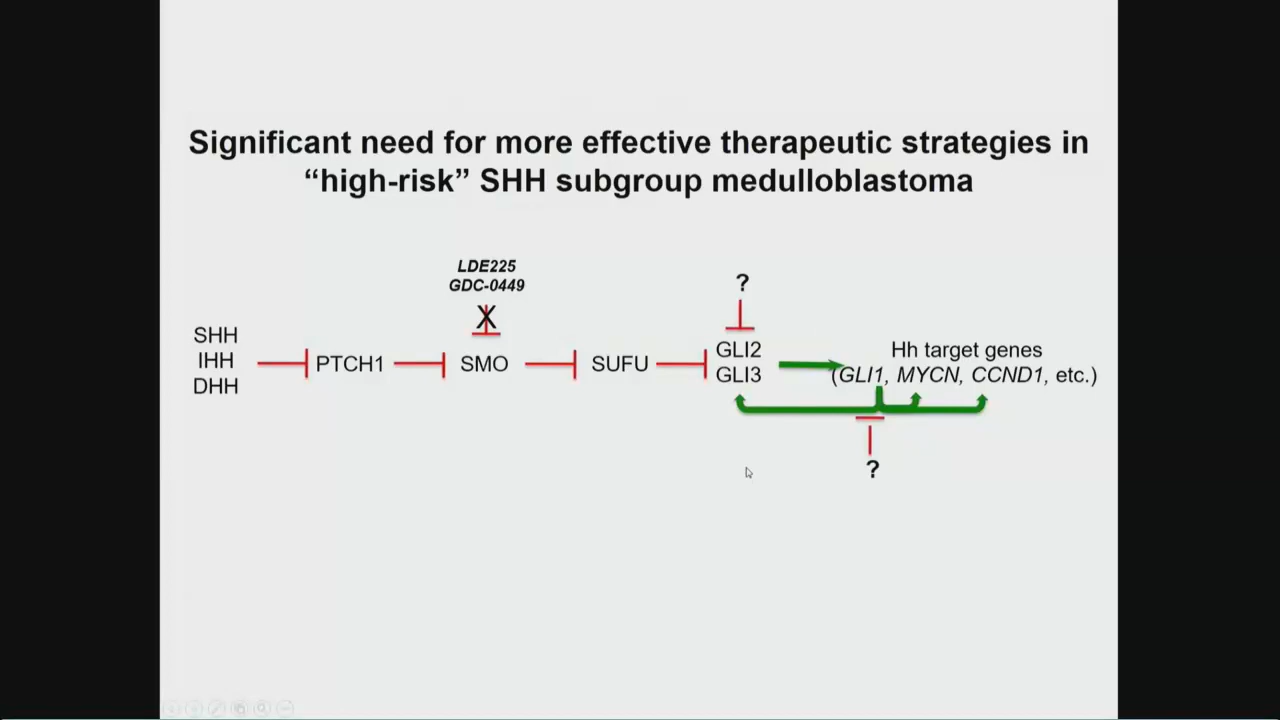 Significant need for more effective therapeutic strategies in
“high-risk” SHH subgroup medulloblastoma
LDE225
GDC-0449
X
?
SHH
IHH
DHH
PTCH1
SMO
SUFU
GLI2
GLI3
Hh target genes
(GLI1, MYCN, CCND1, etc.)
?